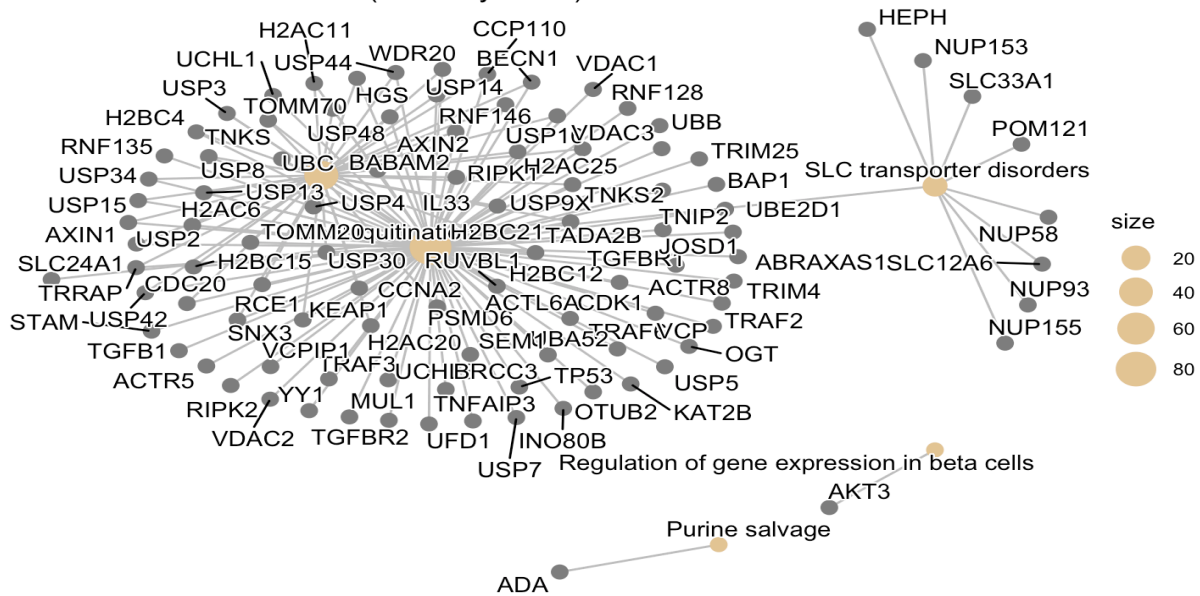 HEPH
H2AC11
CCP110
UCHL1
USP44
WDR20
BECN1
NUP153
VDAC1
USP3
HGS
USP14
SLC33A1
RNF128
TOMM70
H2BC4
TNKS
USP48
RNF146
UBB
POM121
RNF135
AXIN2
VDAC3
USP34
USP8
UBC
BABAM2
RIPK1
H2AC25
TRIM25
SLC transporter disorders
USP13
BAP1
USP15
H2AC6
USP4
IL33
USP9X
TNKS2
TNIP2
UBE2D1
size
AXIN1
USP2
TOMM20
H2BC21
TADA2B
JOSD1
NUP58
SLC24A1
H2BC15
USP30
RUVBL1
TGFBR1
ABRAXAS1
SLC12A6
20
TRRAP
CDC20
H2BC12
ACTR8
TRIM4
NUP93
40
STAM
USP42
RCE1
KEAP1
CCNA2
ACTL6A
CDK1
TRAF2
NUP155
60
SNX3
PSMD6
VCP
TGFB1
VCPIP1
H2AC20
SEM1
UBA52
OGT
80
ACTR5
TRAF3
BRCC3
TP53
USP5
RIPK2
YY1
MUL1
TNFAIP3
OTUB2
KAT2B
VDAC2
TGFBR2
UFD1
INO80B
USP7
Regulation of gene expression in beta cells
AKT3
Purine salvage
ADA